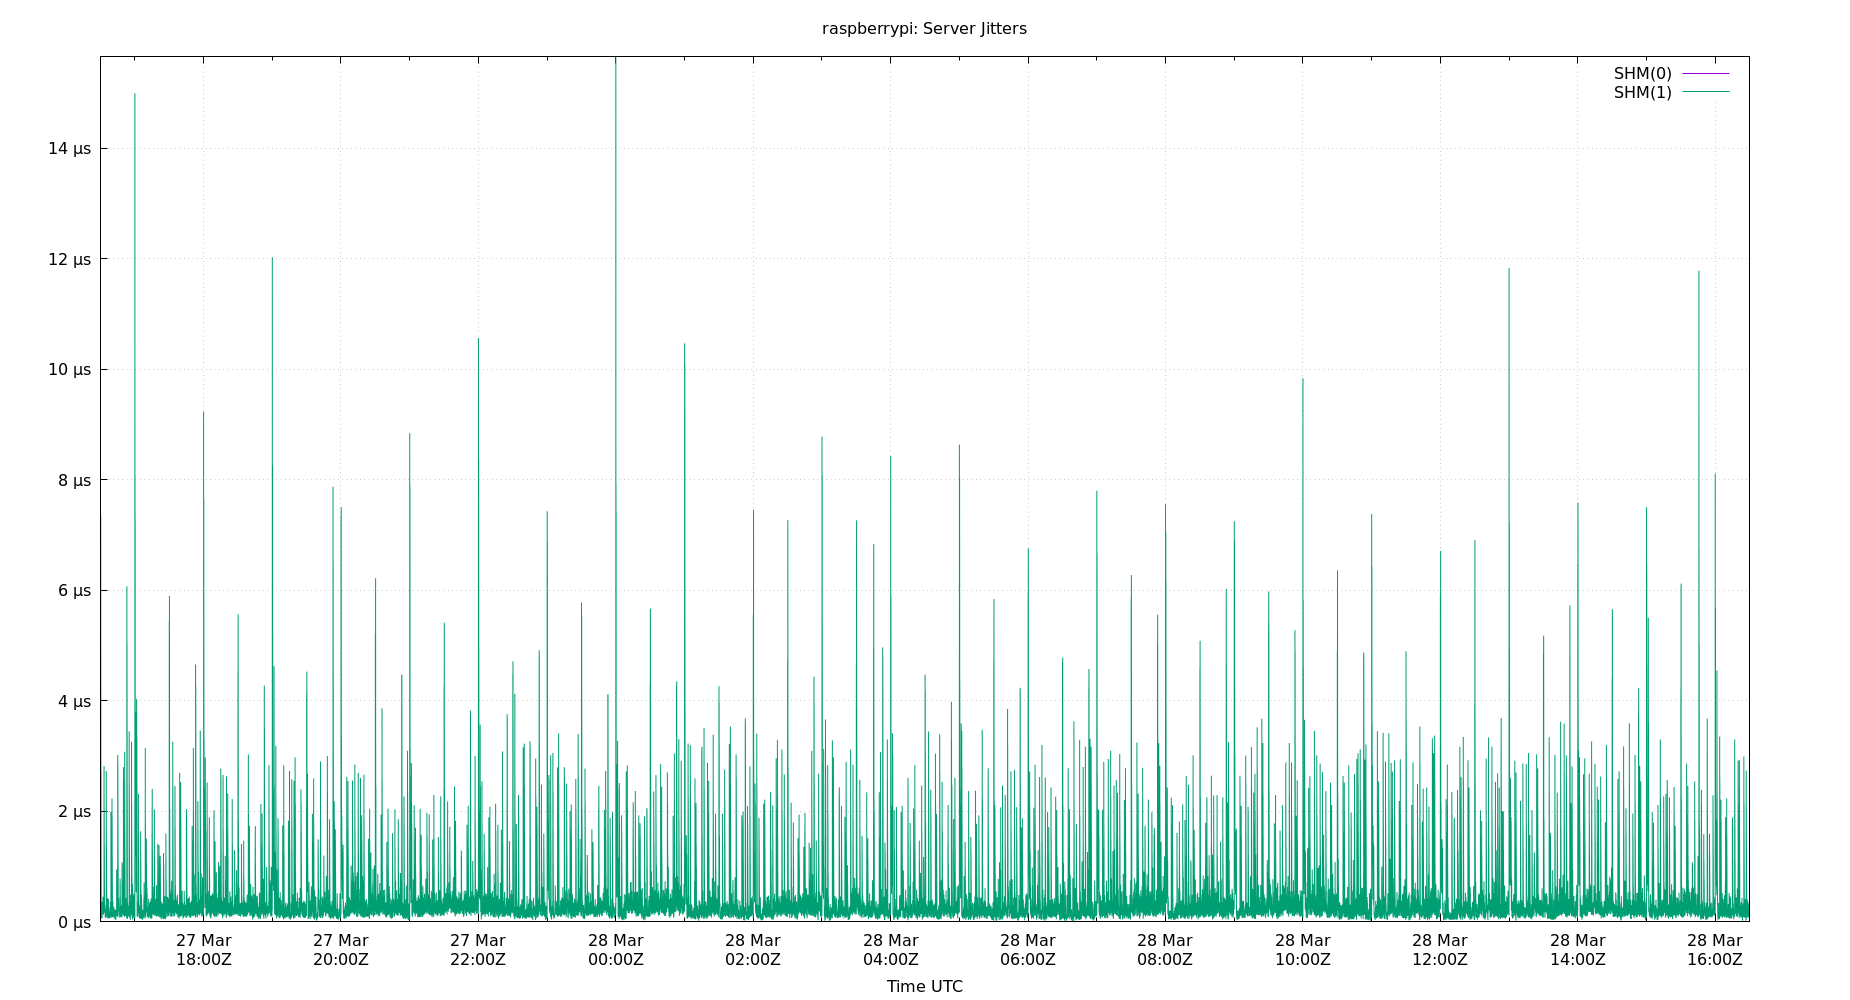 raspberrypi: Server Jitters
SHM(0)
SHM(1)
14 µs
12 µs
10 µs
8 µs
6 µs
4 µs
2 µs
0 µs
27 Mar 27 Mar 27 Mar 28 Mar 28 Mar 28 Mar 28 Mar 28 Mar 28 Mar 28 Mar 28 Mar 28 Mar
18:00Z 20:00Z 22:00Z 00:00Z 02:00Z 04:00Z 06:00Z 08:00Z 10:00Z 12:00Z 14:00Z 16:00Z
Time UTC